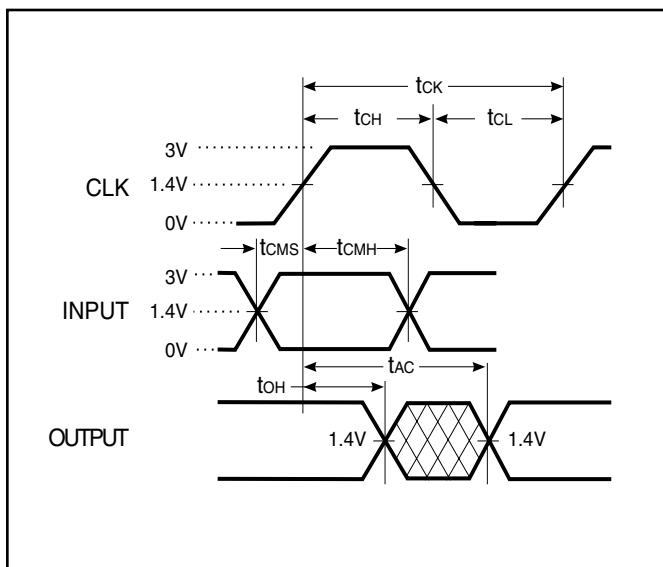 tCK
tCH tCL
3V
CLK 1.4V
0V
tCMS tCMH
3V
INPUT 1.4V
0V
tAC
tOH
OUTPUT 1.4V 1.4V